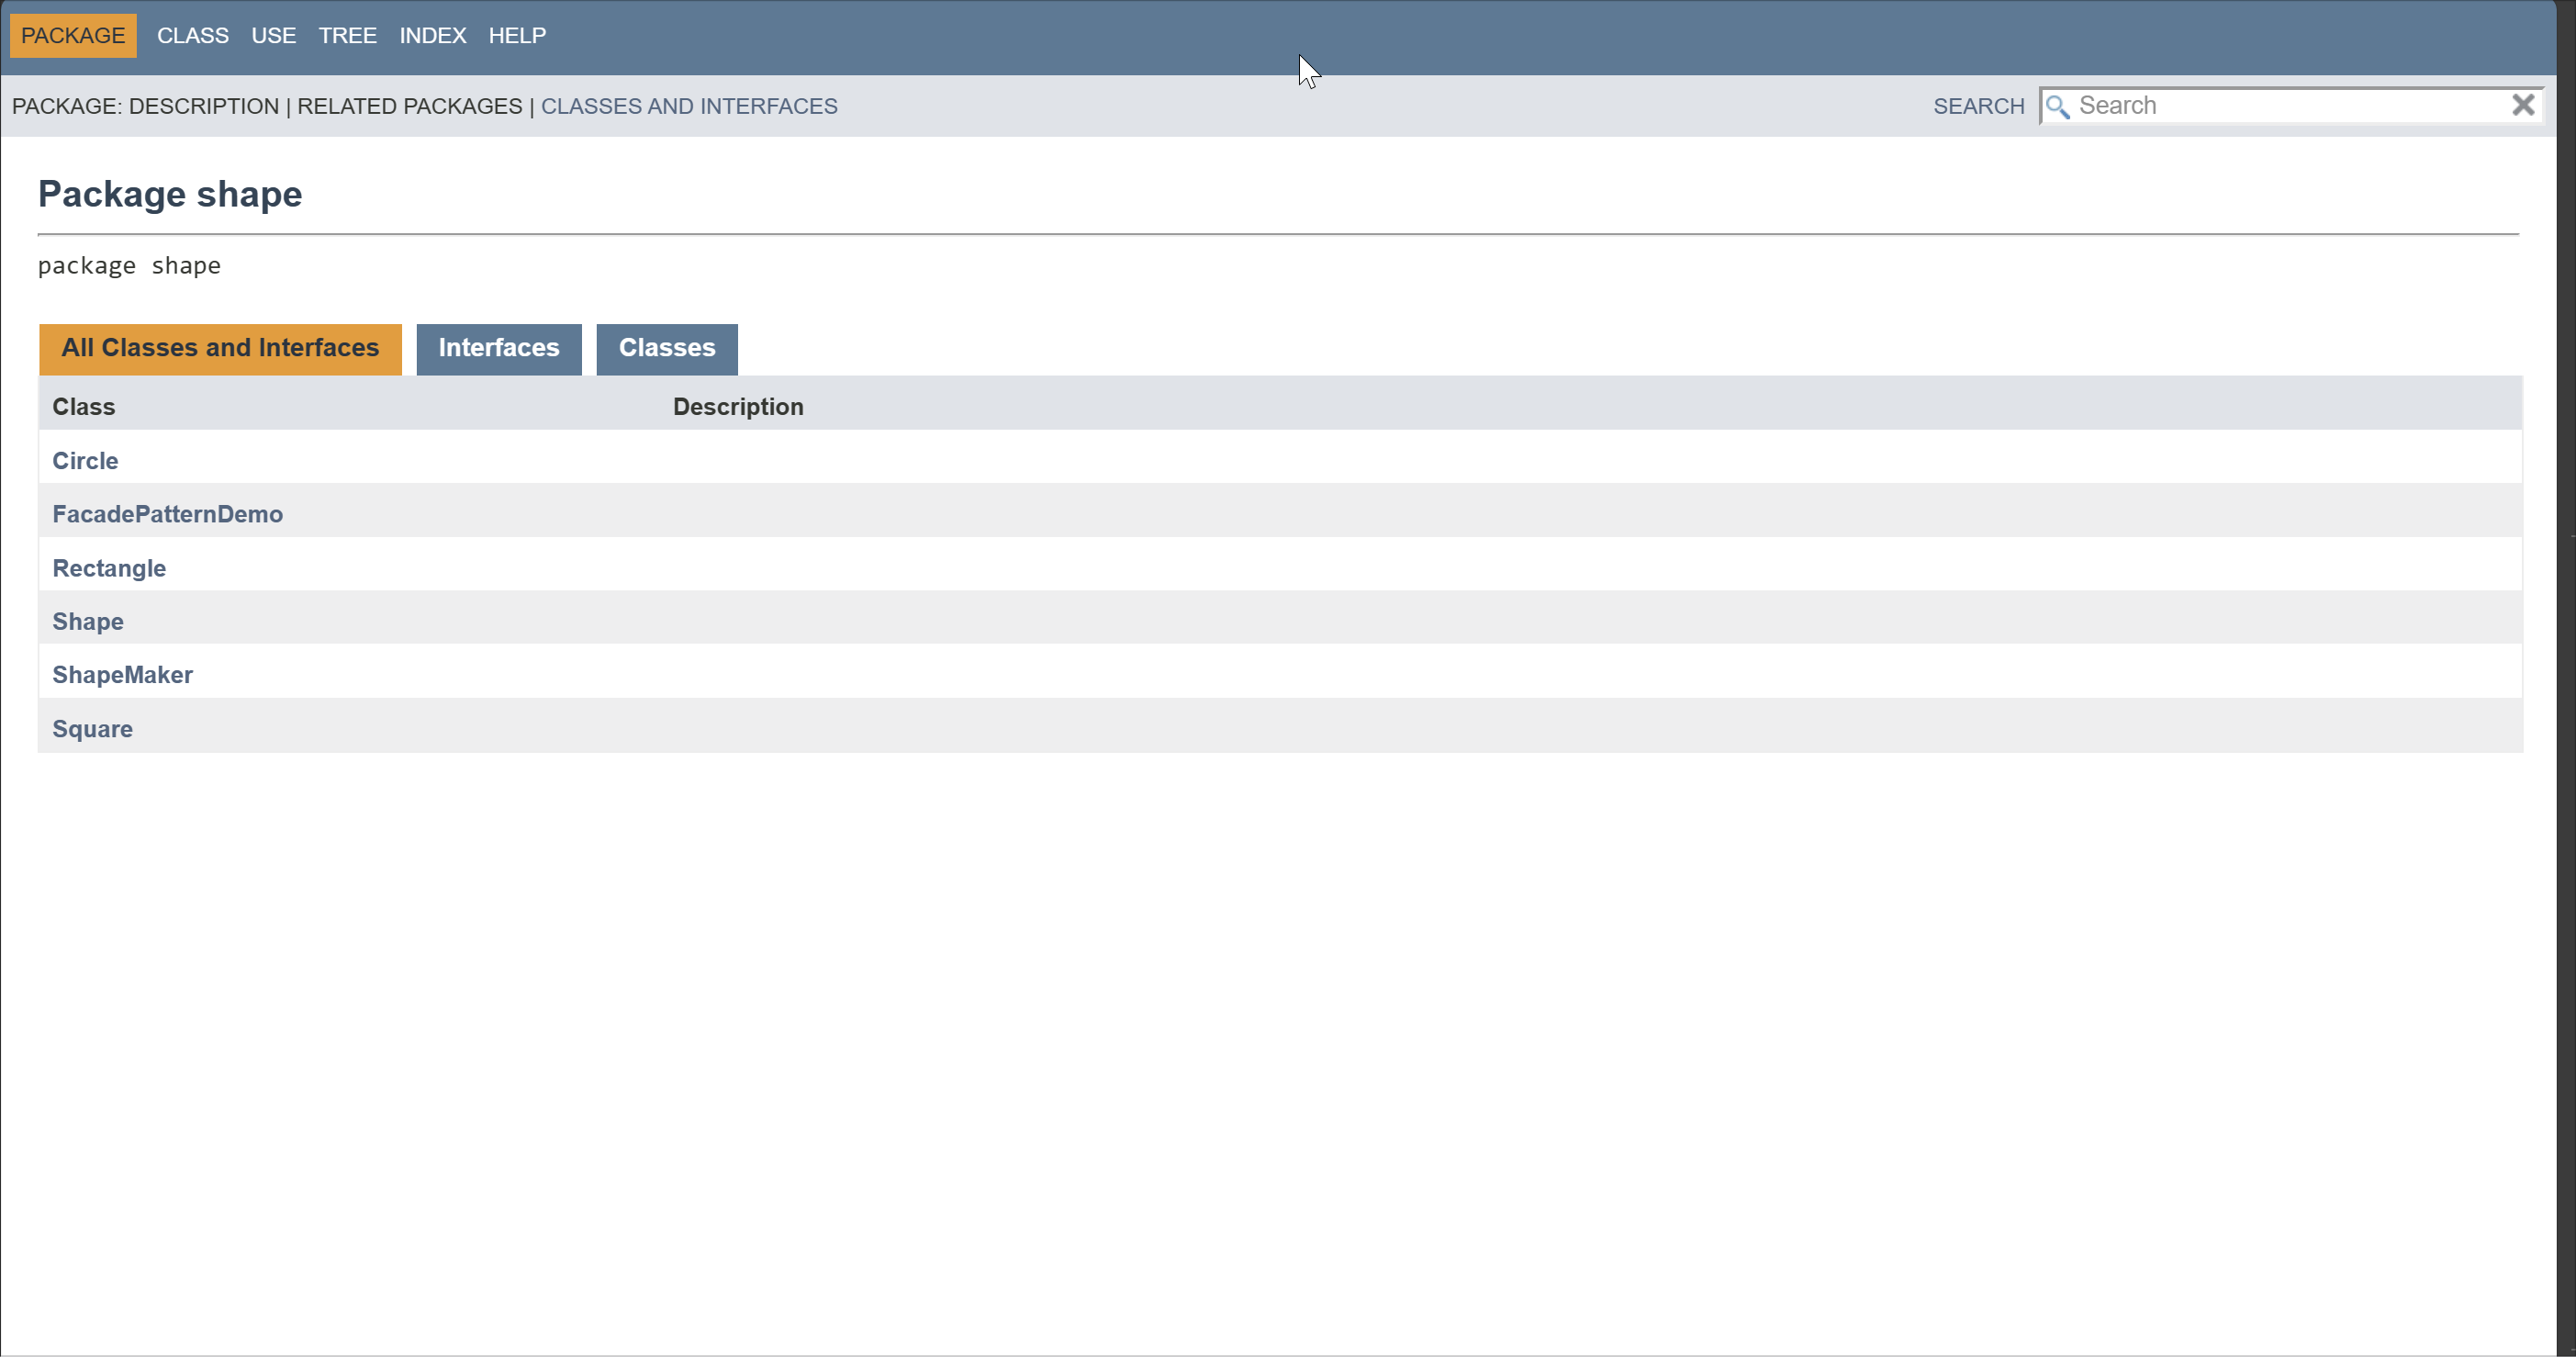 PACKAGE CLASS USE TREE INDEX HELP
PACKAGE: DESCRIPTION | RELATED PACKAGES | CLASSES AND INTERFACES SEARCH Search
Package shape
package shape
All Classes and Interfaces Interfaces Classes
Class Description
Circle
FacadePatternDemo
Rectangle
Shape
ShapeMaker
Square